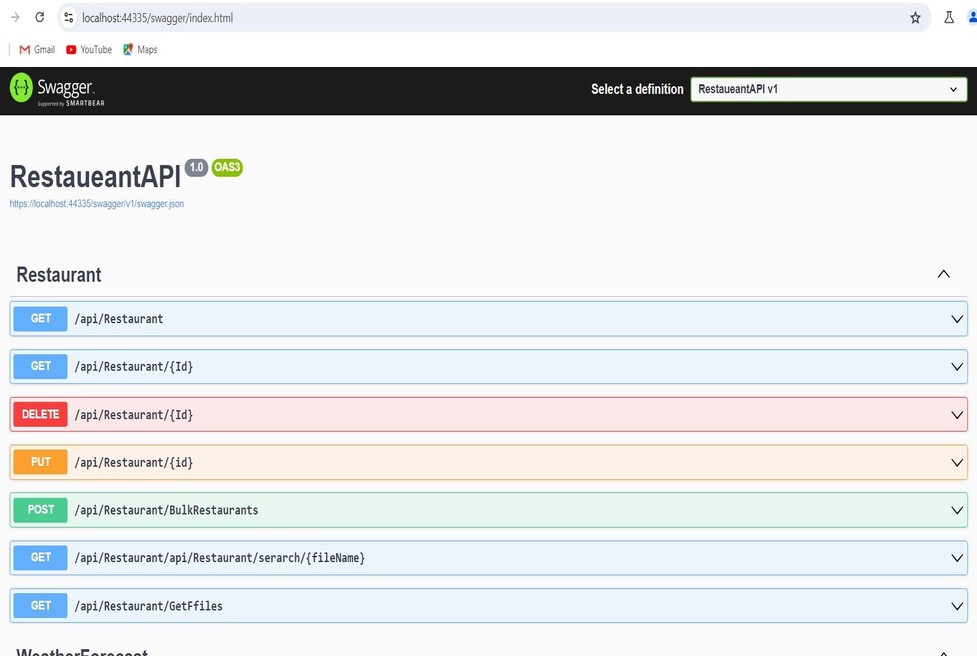 localhost:44335/swagger/index.html
Gmail YouTube Maps
{···} Swagger. Supported by SMARTBEAR Select a definition RestaueantAPI v1
RestaueantAPI 1.0 OAS3
https://localhost:44335/swagger/v1/swagger.json
Restaurant
GET /api/Restaurant
GET /api/Restaurant/{Id}
DELETE /api/Restaurant/{Id}
PUT /api/Restaurant/{id}
POST /api/Restaurant/BulkRestaurants
GET /api/Restaurant/api/Restaurant/serarch/{fileName}
GET /api/Restaurant/GetFfiles
WeatherForecast